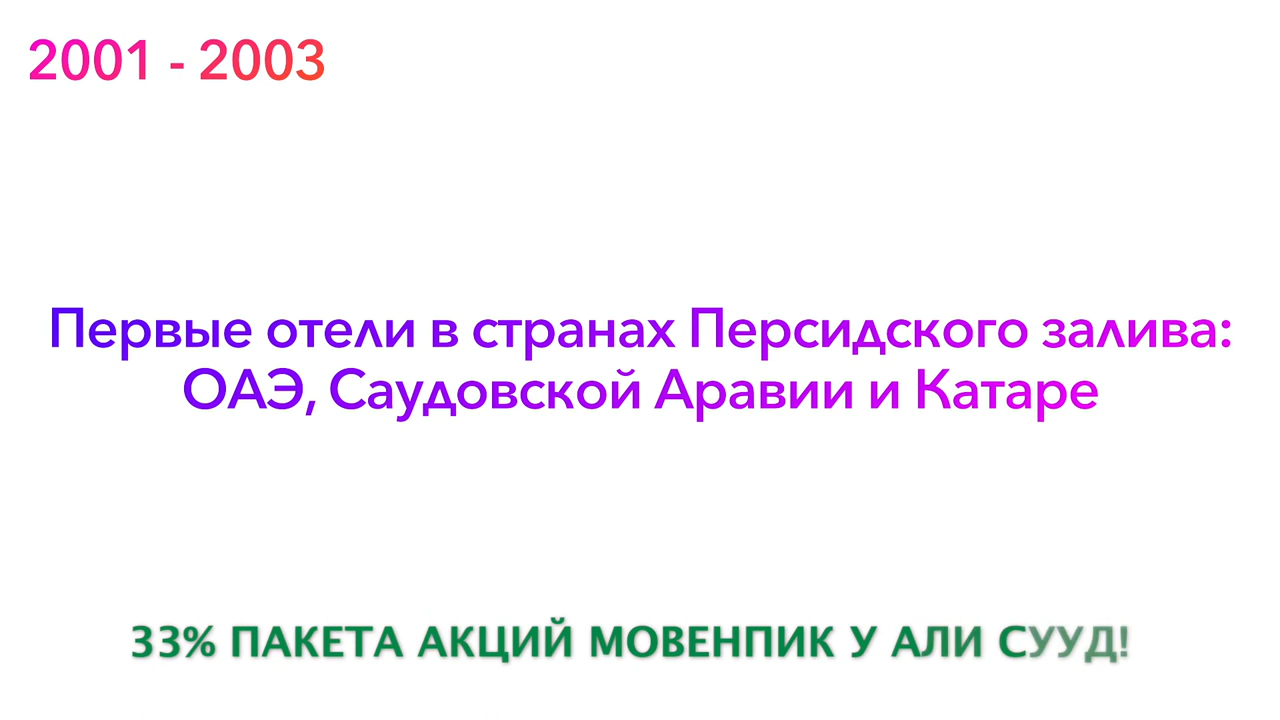 2001 - 2003
Первые отели в странах Персидского залива:
ОАЭ, Саудовской Аравии и Катаре
33% ПАКЕТА АКЦИЙ МОВЕНПИК У АЛИ СУУД!